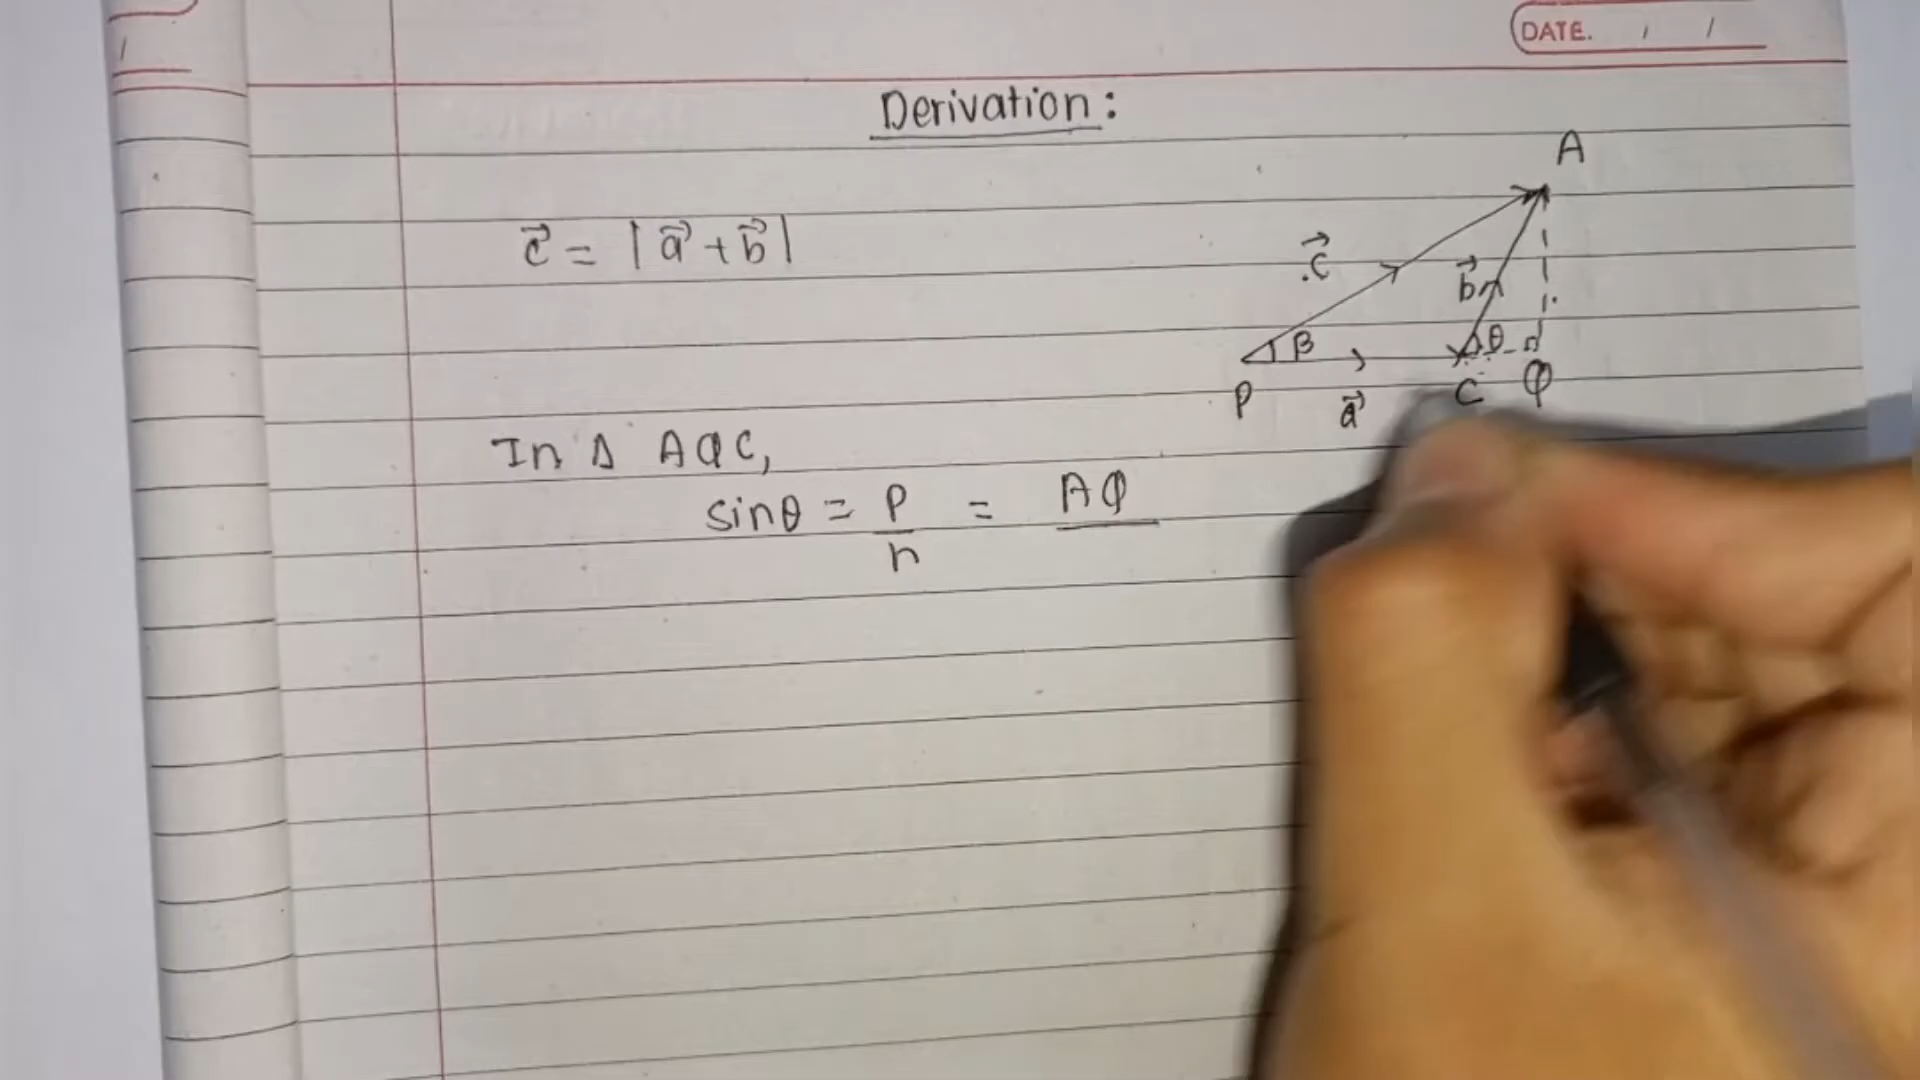 DATE. / /
Derivation:
A
c⃗ = |a⃗ + b⃗|
c⃗
b⃗
β
θ
P
a⃗
C
Q
In Δ AQC,
sinθ = P/h = AQ